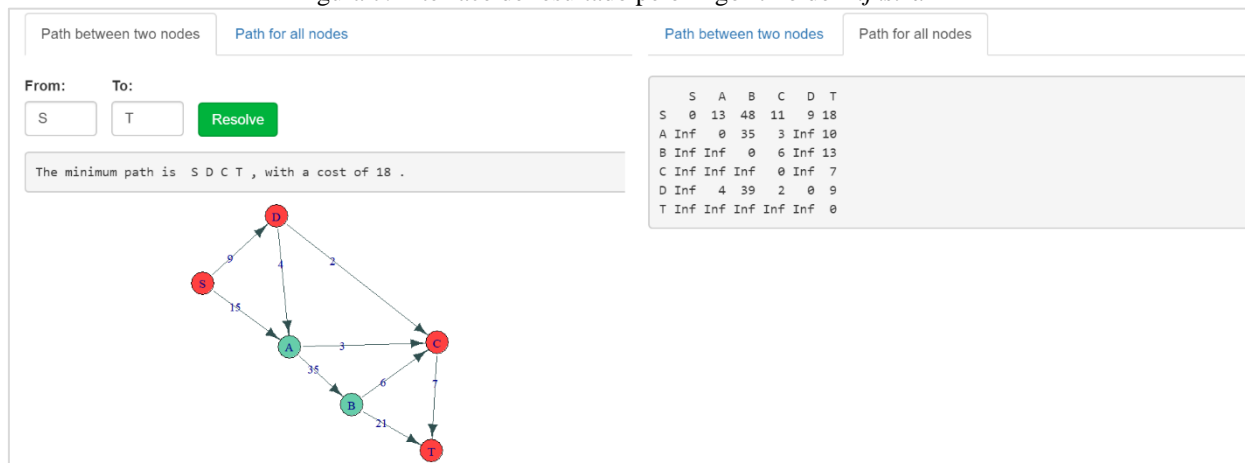 Path between two nodes Path for all nodes
From: To:
S T Resolve
The minimum path is S D C T , with a cost of 18 .
D
9
4
2
S
15
A
3
C
35
6
7
B
21
T
Path between two nodes Path for all nodes
S A B C D T
S 0 13 48 11 9 18
A Inf 0 35 3 Inf 10
B Inf Inf 0 6 Inf 13
C Inf Inf Inf 0 Inf 7
D Inf 4 39 2 0 9
T Inf Inf Inf Inf Inf 0